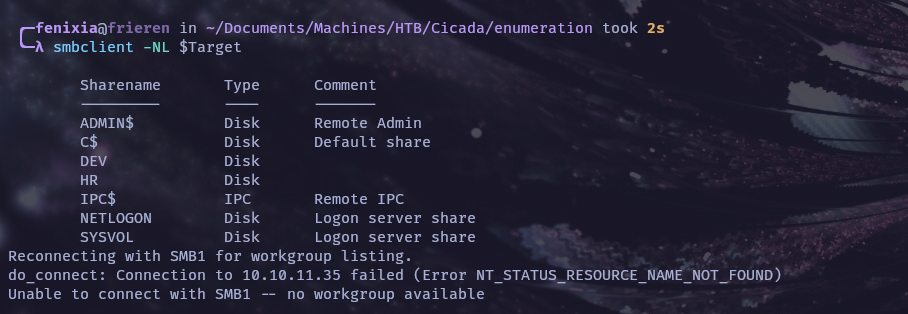 fenixia@frieren in ~/Documents/Machines/HTB/Cicada/enumeration took 2s
λ smbclient -NL $Target
Sharename Type Comment
--------- ---- -------
ADMIN$ Disk Remote Admin
C$ Disk Default share
DEV Disk
HR Disk
IPC$ IPC Remote IPC
NETLOGON Disk Logon server share
SYSVOL Disk Logon server share
Reconnecting with SMB1 for workgroup listing.
do_connect: Connection to 10.10.11.35 failed (Error NT_STATUS_RESOURCE_NAME_NOT_FOUND)
Unable to connect with SMB1 -- no workgroup available